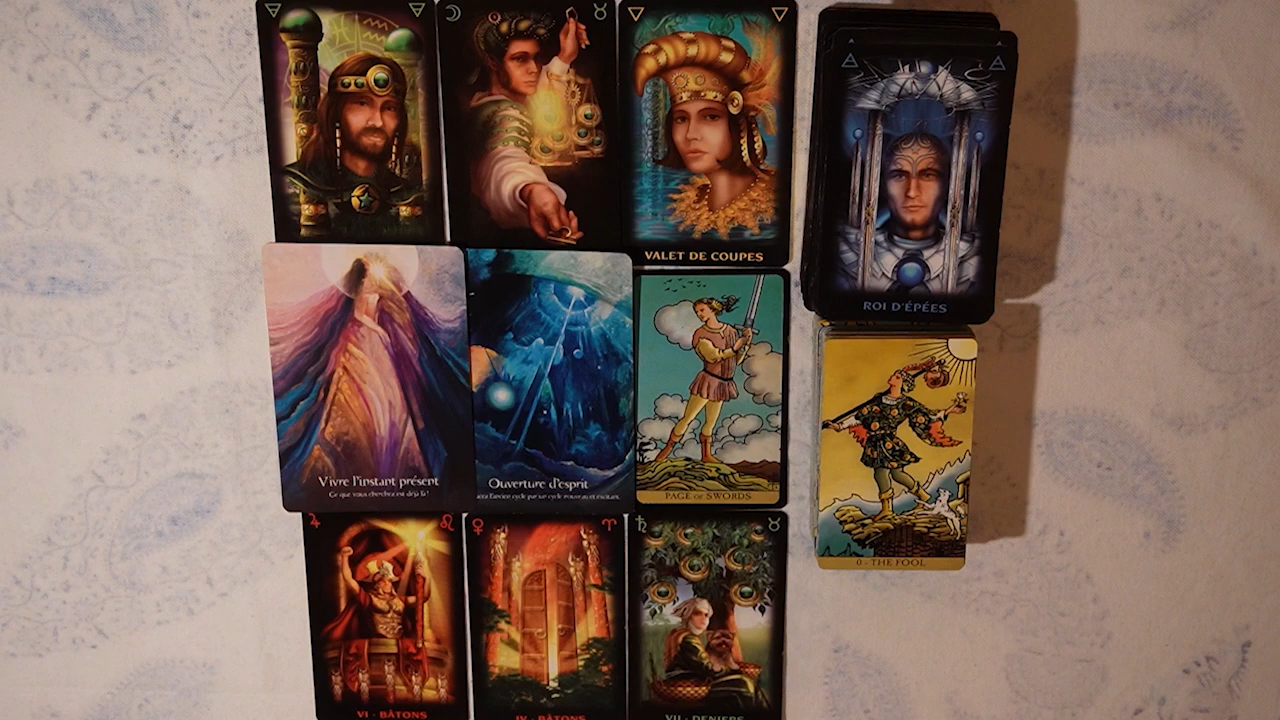 VALET DE COUPES
ROI D'ÉPÉES
Vivre l'instant présent
Ce que vous cherchez est déjà là!
Ouverture d'esprit
PAGE OF SWORDS
0 - THE FOOL
VI - BÂTONS
IV - BÂTONS
VII - DENIERS